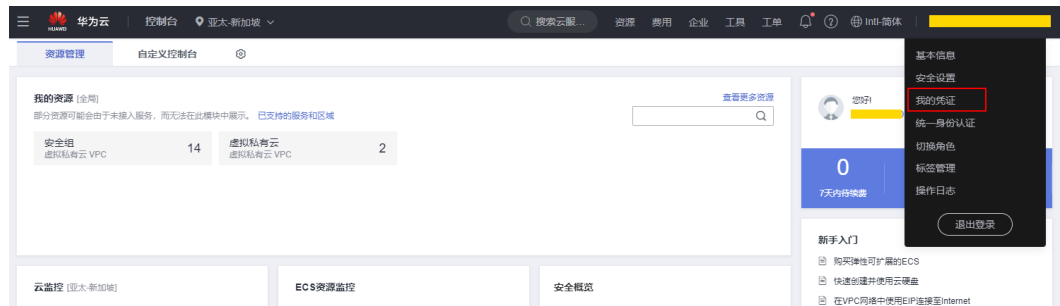 HUAWEI
华为云
控制台
亚太-新加坡
搜索云服...
资源
费用
企业
工具
工单
Intl-简体
资源管理
自定义控制台
基本信息
安全设置
我的凭证
统一身份认证
切换角色
标签管理
操作日志
退出登录
我的资源 [全局]
查看更多资源
部分资源可能会由于未接入服务，而无法在此模块中展示。 已支持的服务和区域
安全组
虚拟私有云 VPC
14
虚拟私有云
虚拟私有云 VPC
2
您好!
0
7天内待续费
新手入门
购买弹性可扩展的ECS
快速创建并使用云硬盘
在VPC网络中使用EIP连接至Internet
云监控 [亚太-新加坡]
ECS资源监控
安全概览